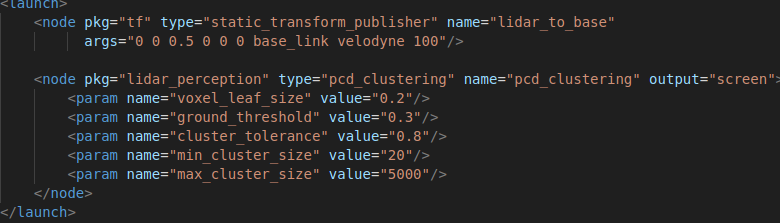 <launch>
    <node pkg="tf" type="static_transform_publisher" name="lidar_to_base"
          args="0 0 0.5 0 0 0 base_link velodyne 100"/>

    <node pkg="lidar_perception" type="pcd_clustering" name="pcd_clustering" output="screen">
        <param name="voxel_leaf_size" value="0.2"/>
        <param name="ground_threshold" value="0.3"/>
        <param name="cluster_tolerance" value="0.8"/>
        <param name="min_cluster_size" value="20"/>
        <param name="max_cluster_size" value="5000"/>
    </node>
</launch>